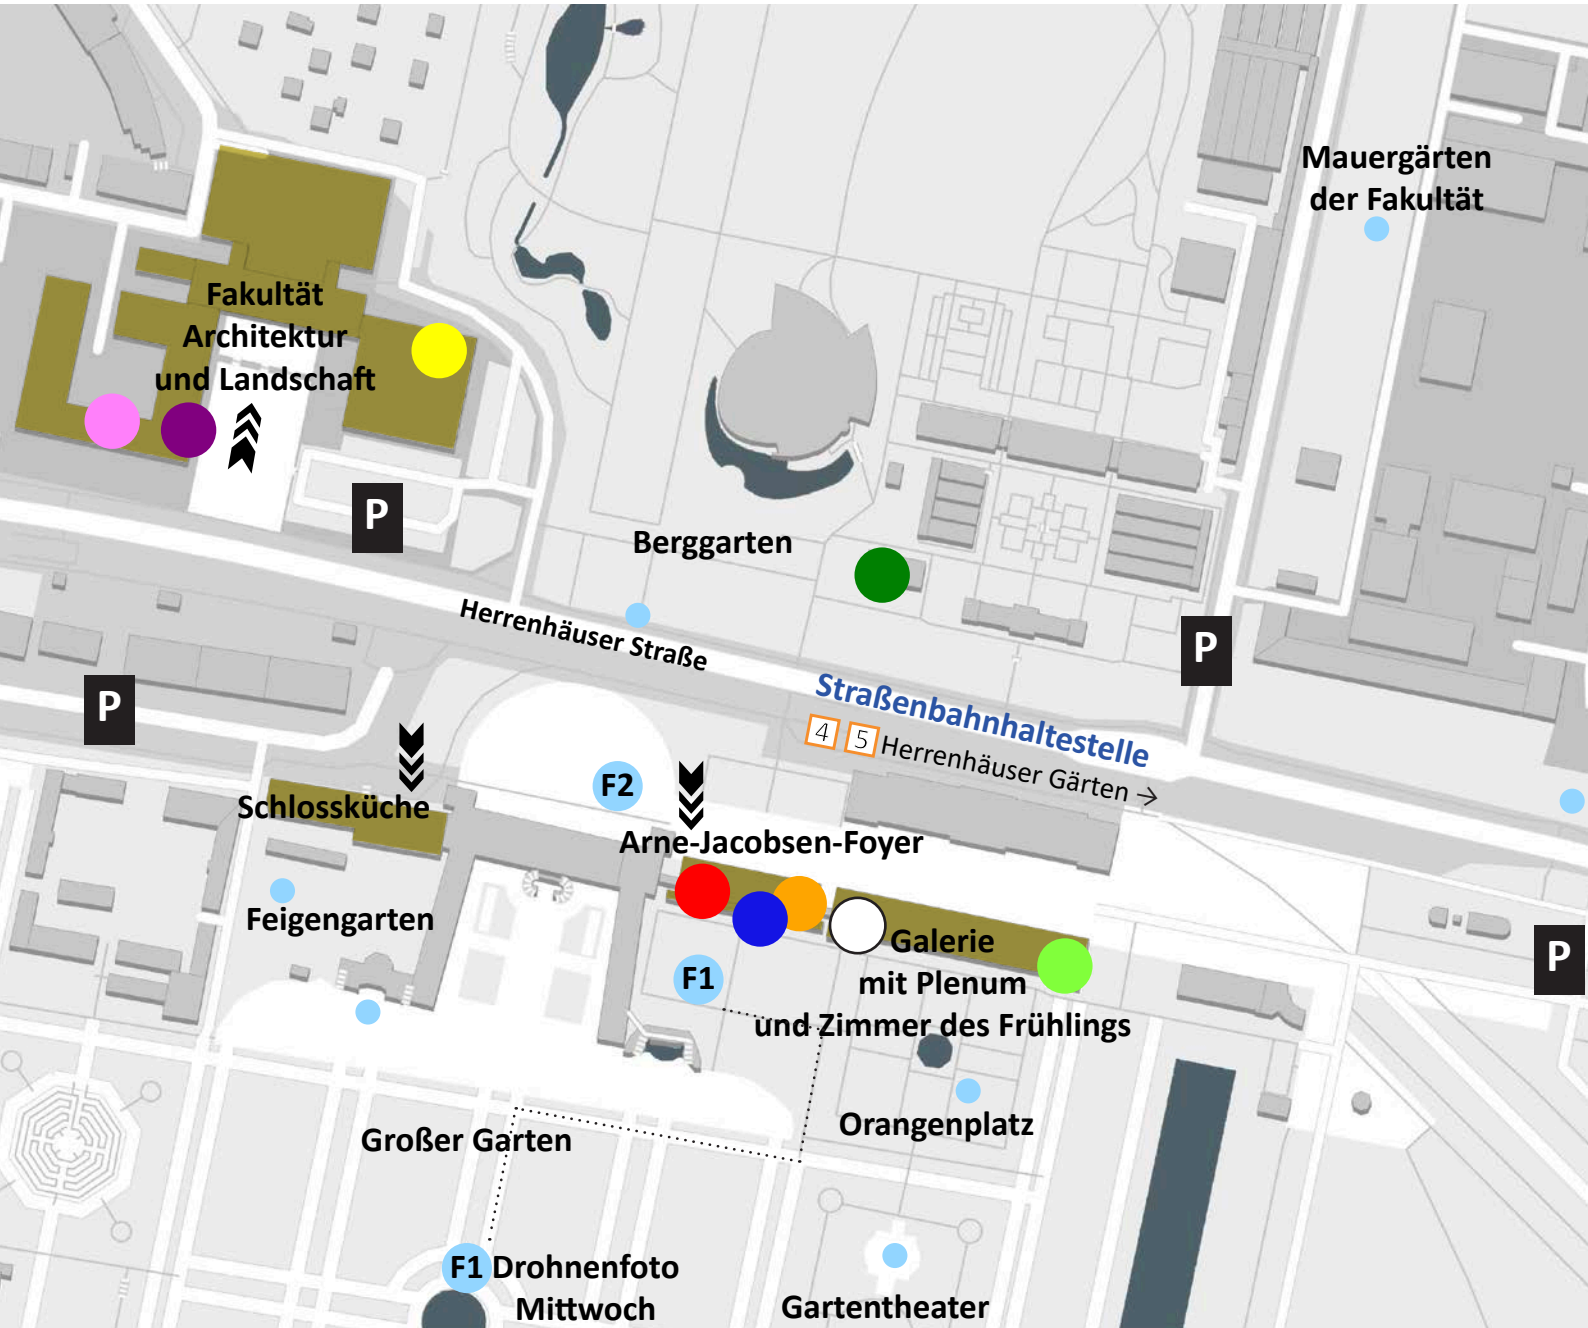 Mauergärten
der Fakultät
Fakultät
Architektur
und Landschaft
P
Berggarten
Herrenhäuser Straße
P
P
Straßenbahnhaltestelle
4 5 Herrenhäuser Gärten →
F2
Schlossküche
Arne-Jacobsen-Foyer
Feigengarten
Galerie
mit Plenum
und Zimmer des Frühlings
P
F1
Orangenplatz
Großer Garten
F1 Drohnenfoto
Mittwoch
Gartentheater